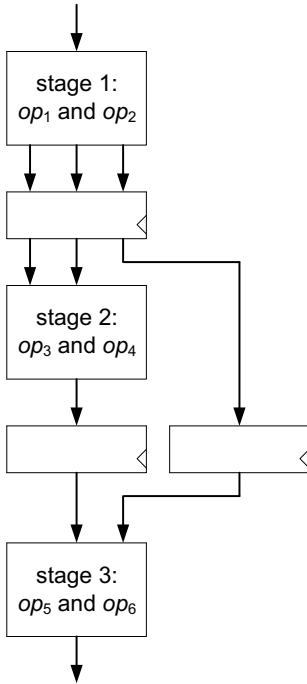 stage 1:
op₁ and op₂
stage 2:
op₃ and op₄
stage 3:
op₅ and op₆